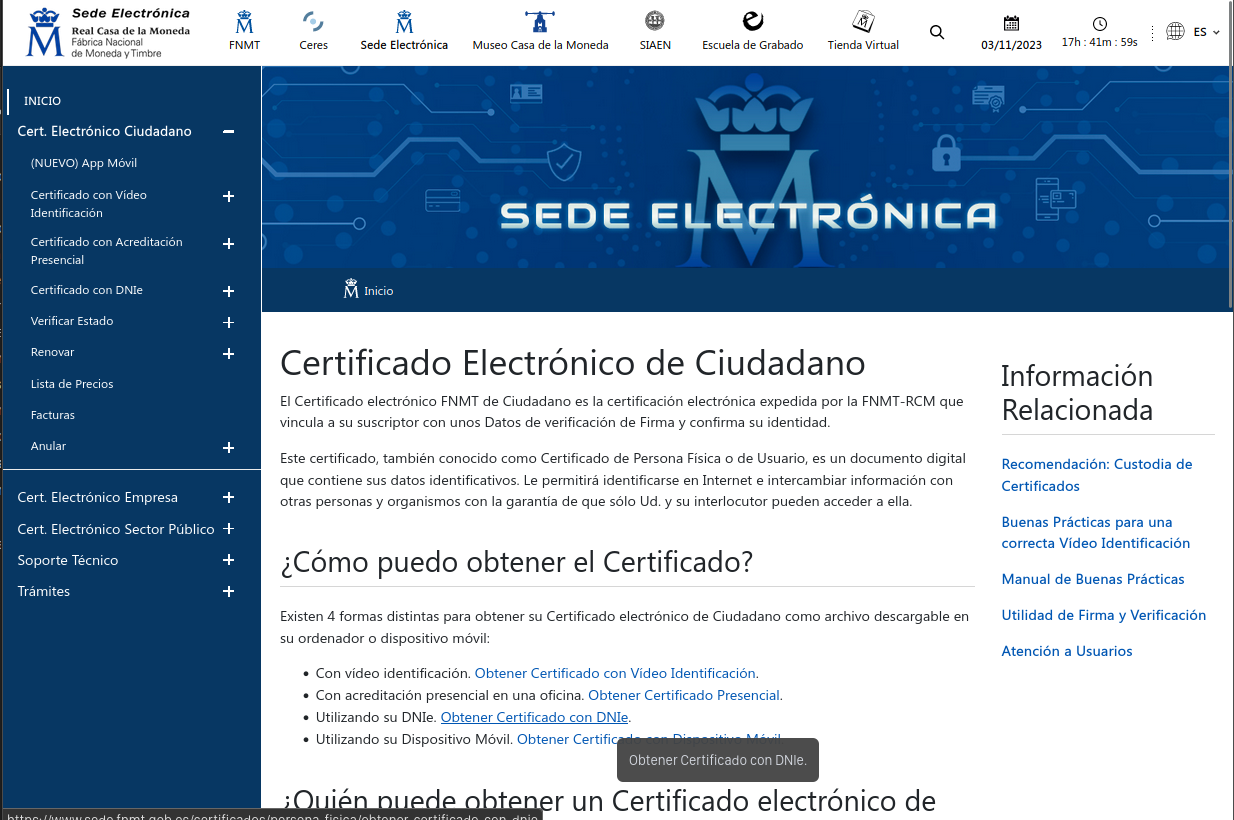 Sede Electrónica
Real Casa de la Moneda
Fábrica Nacional
de Moneda y Timbre
FNMT
Ceres
Sede Electrónica
Museo Casa de la Moneda
SIAEN
Escuela de Grabado
Tienda Virtual
03/11/2023
17h : 41m : 59s
ES
INICIO
Cert. Electrónico Ciudadano
(NUEVO) App Móvil
Certificado con Vídeo
Identificación
Certificado con Acreditación
Presencial
Certificado con DNIe
Verificar Estado
Renovar
Lista de Precios
Facturas
Anular
Cert. Electrónico Empresa
Cert. Electrónico Sector Público
Soporte Técnico
Trámites
SEDE ELECTRÓNICA
Inicio
Certificado Electrónico de Ciudadano
El Certificado electrónico FNMT de Ciudadano es la certificación electrónica expedida por la FNMT-RCM que
vincula a su suscriptor con unos Datos de verificación de Firma y confirma su identidad.
Este certificado, también conocido como Certificado de Persona Física o de Usuario, es un documento digital
que contiene sus datos identificativos. Le permitirá identificarse en Internet e intercambiar información con
otras personas y organismos con la garantía de que sólo Ud. y su interlocutor pueden acceder a ella.
¿Cómo puedo obtener el Certificado?
Existen 4 formas distintas para obtener su Certificado electrónico de Ciudadano como archivo descargable en
su ordenador o dispositivo móvil:
• Con vídeo identificación. Obtener Certificado con Vídeo Identificación.
• Con acreditación presencial en una oficina. Obtener Certificado Presencial.
• Utilizando su DNIe. Obtener Certificado con DNIe.
• Utilizando su Dispositivo Móvil. Obtener Certificado con Dispositivo Móvil.
Obtener Certificado con DNIe.
¿Quién puede obtener un Certificado electrónico de
https://www.sede.fnmt.gob.es/certificados/persona-fisica/obtener-certificado-con-dnie
Información
Relacionada
Recomendación: Custodia de
Certificados
Buenas Prácticas para una
correcta Vídeo Identificación
Manual de Buenas Prácticas
Utilidad de Firma y Verificación
Atención a Usuarios